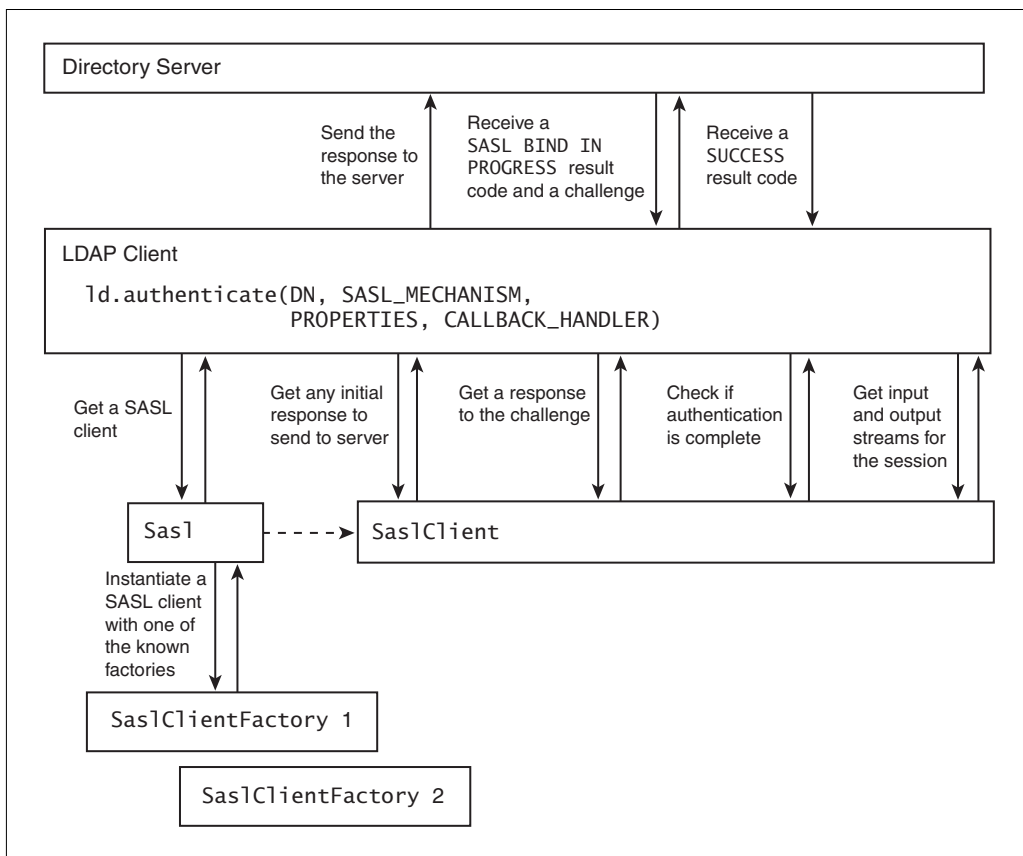 Directory Server
Send the
response to
the server
Receive a
SASL BIND IN
PROGRESS result
code and a challenge
Receive a
SUCCESS
result code
LDAP Client
ld.authenticate(DN, SASL_MECHANISM,
PROPERTIES, CALLBACK_HANDLER)
Get a SASL
client
Get any initial
response to
send to server
Get a response
to the challenge
Check if
authentication
is complete
Get input
and output
streams for
the session
Sasl
SaslClient
Instantiate a
SASL client
with one of
the known
factories
SaslClientFactory 1
SaslClientFactory 2